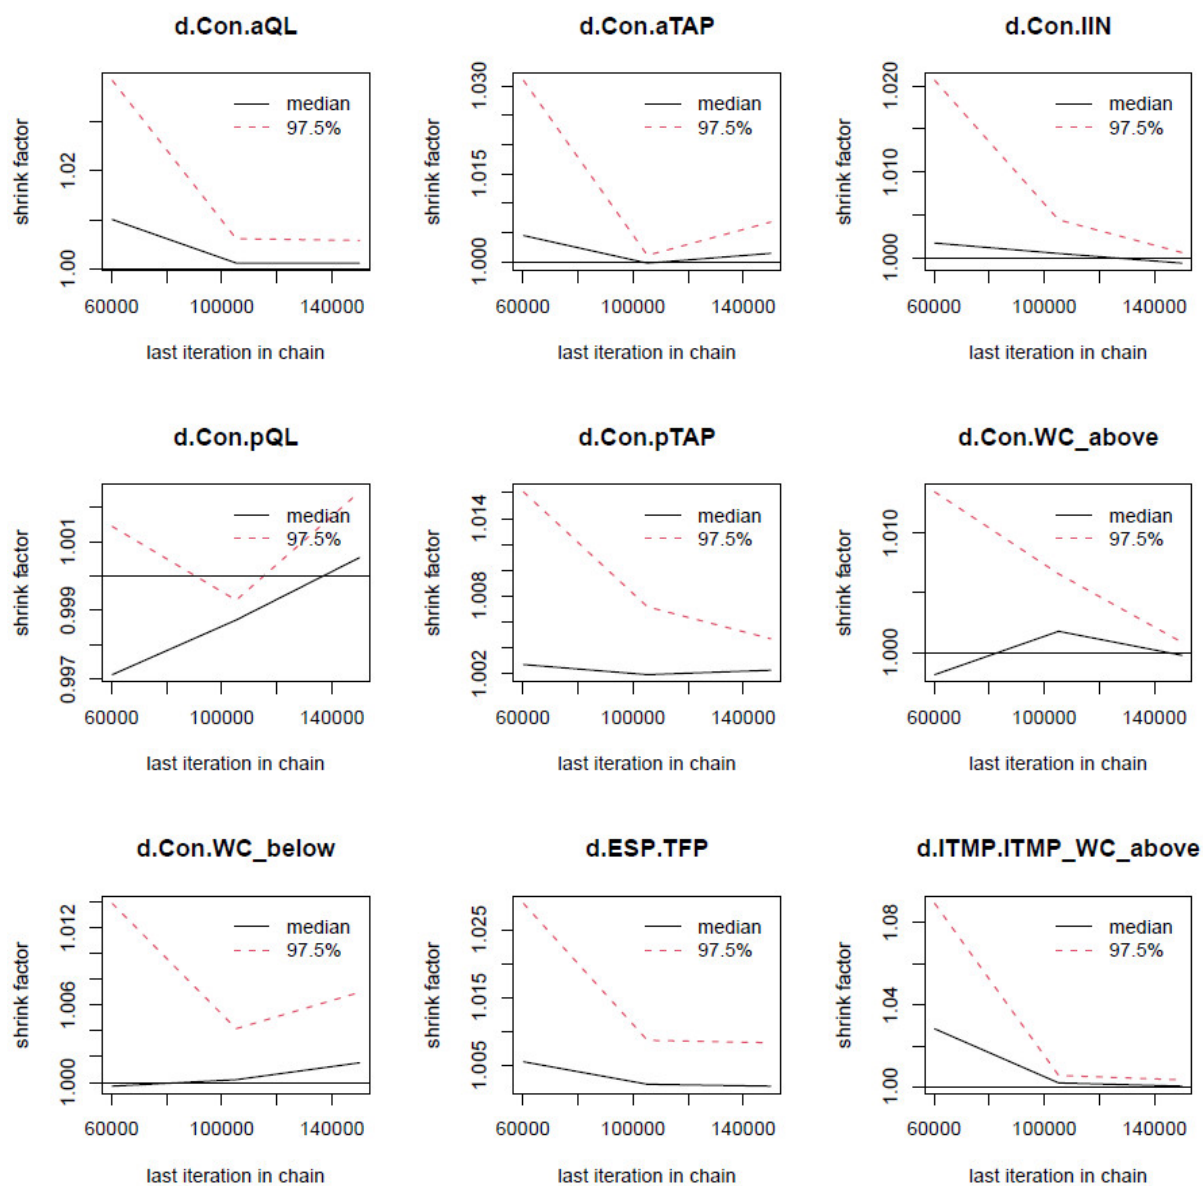 d.Con.aQL
shrink factor
1.00 1.02
median
97.5%
60000 100000 140000
last iteration in chain
d.Con.aTAP
shrink factor
1.000 1.015 1.030
median
97.5%
60000 100000 140000
last iteration in chain
d.Con.IIN
shrink factor
1.000 1.010 1.020
median
97.5%
60000 100000 140000
last iteration in chain
d.Con.pQL
shrink factor
0.997 0.999 1.001
median
97.5%
60000 100000 140000
last iteration in chain
d.Con.pTAP
shrink factor
1.002 1.008 1.014
median
97.5%
60000 100000 140000
last iteration in chain
d.Con.WC_above
shrink factor
1.000 1.010
median
97.5%
60000 100000 140000
last iteration in chain
d.Con.WC_below
shrink factor
1.000 1.006 1.012
median
97.5%
60000 100000 140000
last iteration in chain
d.ESP.TFP
shrink factor
1.005 1.015 1.025
median
97.5%
60000 100000 140000
last iteration in chain
d.ITMP.ITMP_WC_above
shrink factor
1.00 1.04 1.08
median
97.5%
60000 100000 140000
last iteration in chain